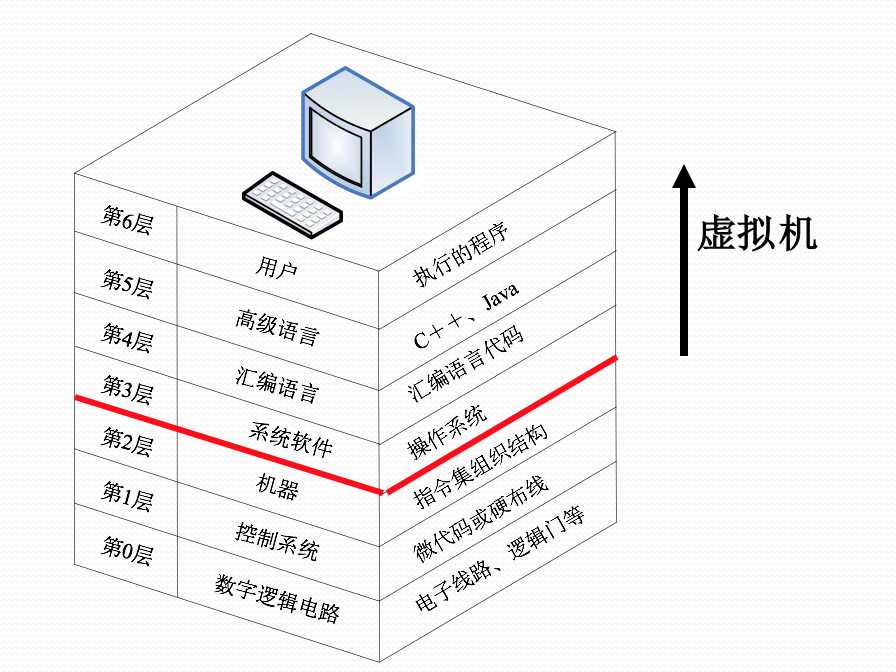 第6层 用户 执行的程序
第5层 高级语言 C++、Java
第4层 汇编语言 汇编语言代码
第3层 系统软件 操作系统
第2层 机器 指令集组织结构
第1层 控制系统 微代码或硬布线
第0层 数字逻辑电路 电子线路、逻辑门等
虚拟机